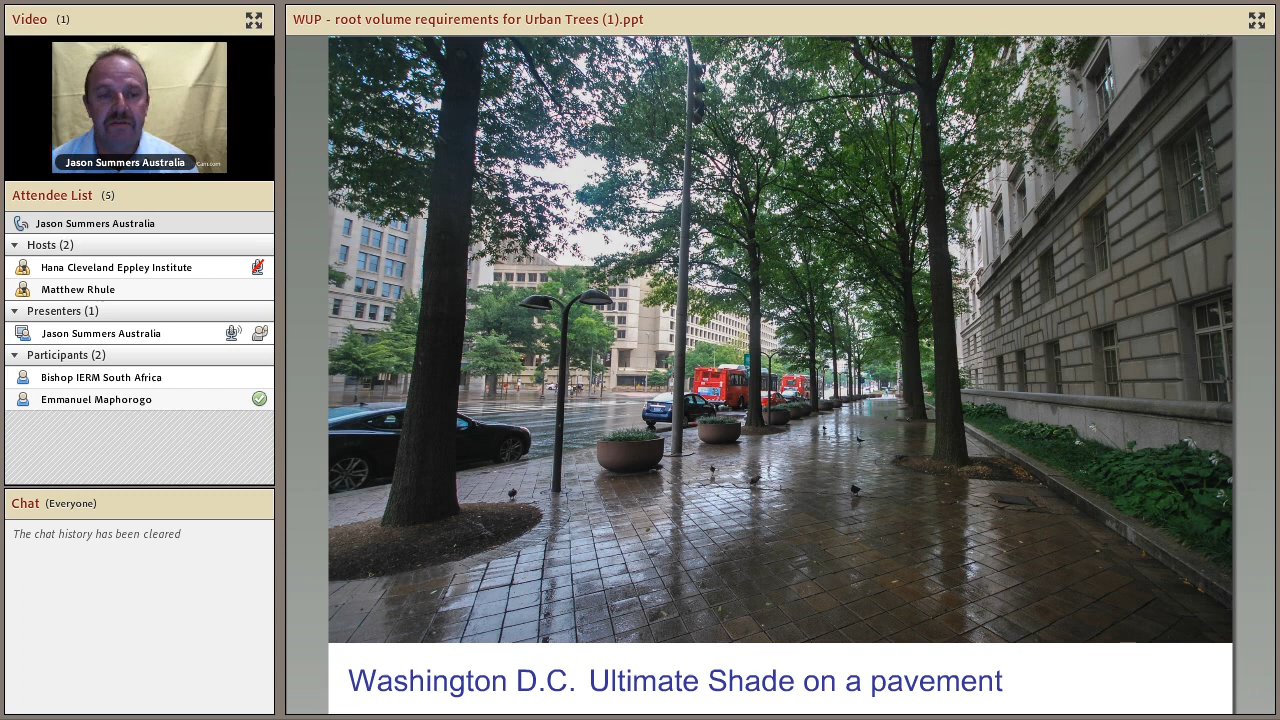 Video (1)
Jason Summers Australia
Cam.com
Attendee List (5)
Jason Summers Australia
Hosts (2)
Hana Cleveland Eppley Institute
Matthew Rhule
Presenters (1)
Jason Summers Australia
Participants (2)
Bishop IERM South Africa
Emmanuel Maphorogo
Chat (Everyone)
The chat history has been cleared
WUP - root volume requirements for Urban Trees (1).ppt
Washington D.C. Ultimate Shade on a pavement